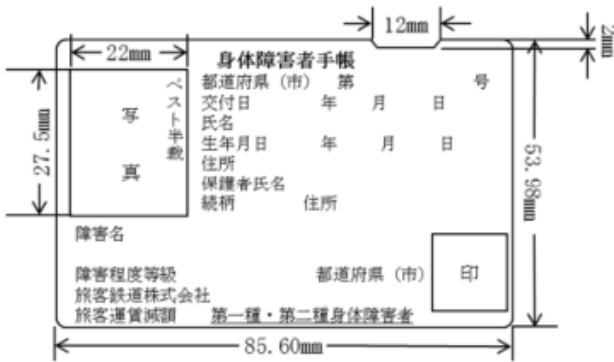 12mm
2mm
22mm
身体障害者手帳
都道府県（市） 第 号
交付日 年 月 日
氏名
生年月日 年 月 日
住所
保護者氏名
続柄 住所
ベスト半截
写真
27.5mm
53.98mm
障害名
障害程度等級 都道府県（市） 印
旅客鉄道株式会社
旅客運賃減額 第一種・第二種身体障害者
85.60mm